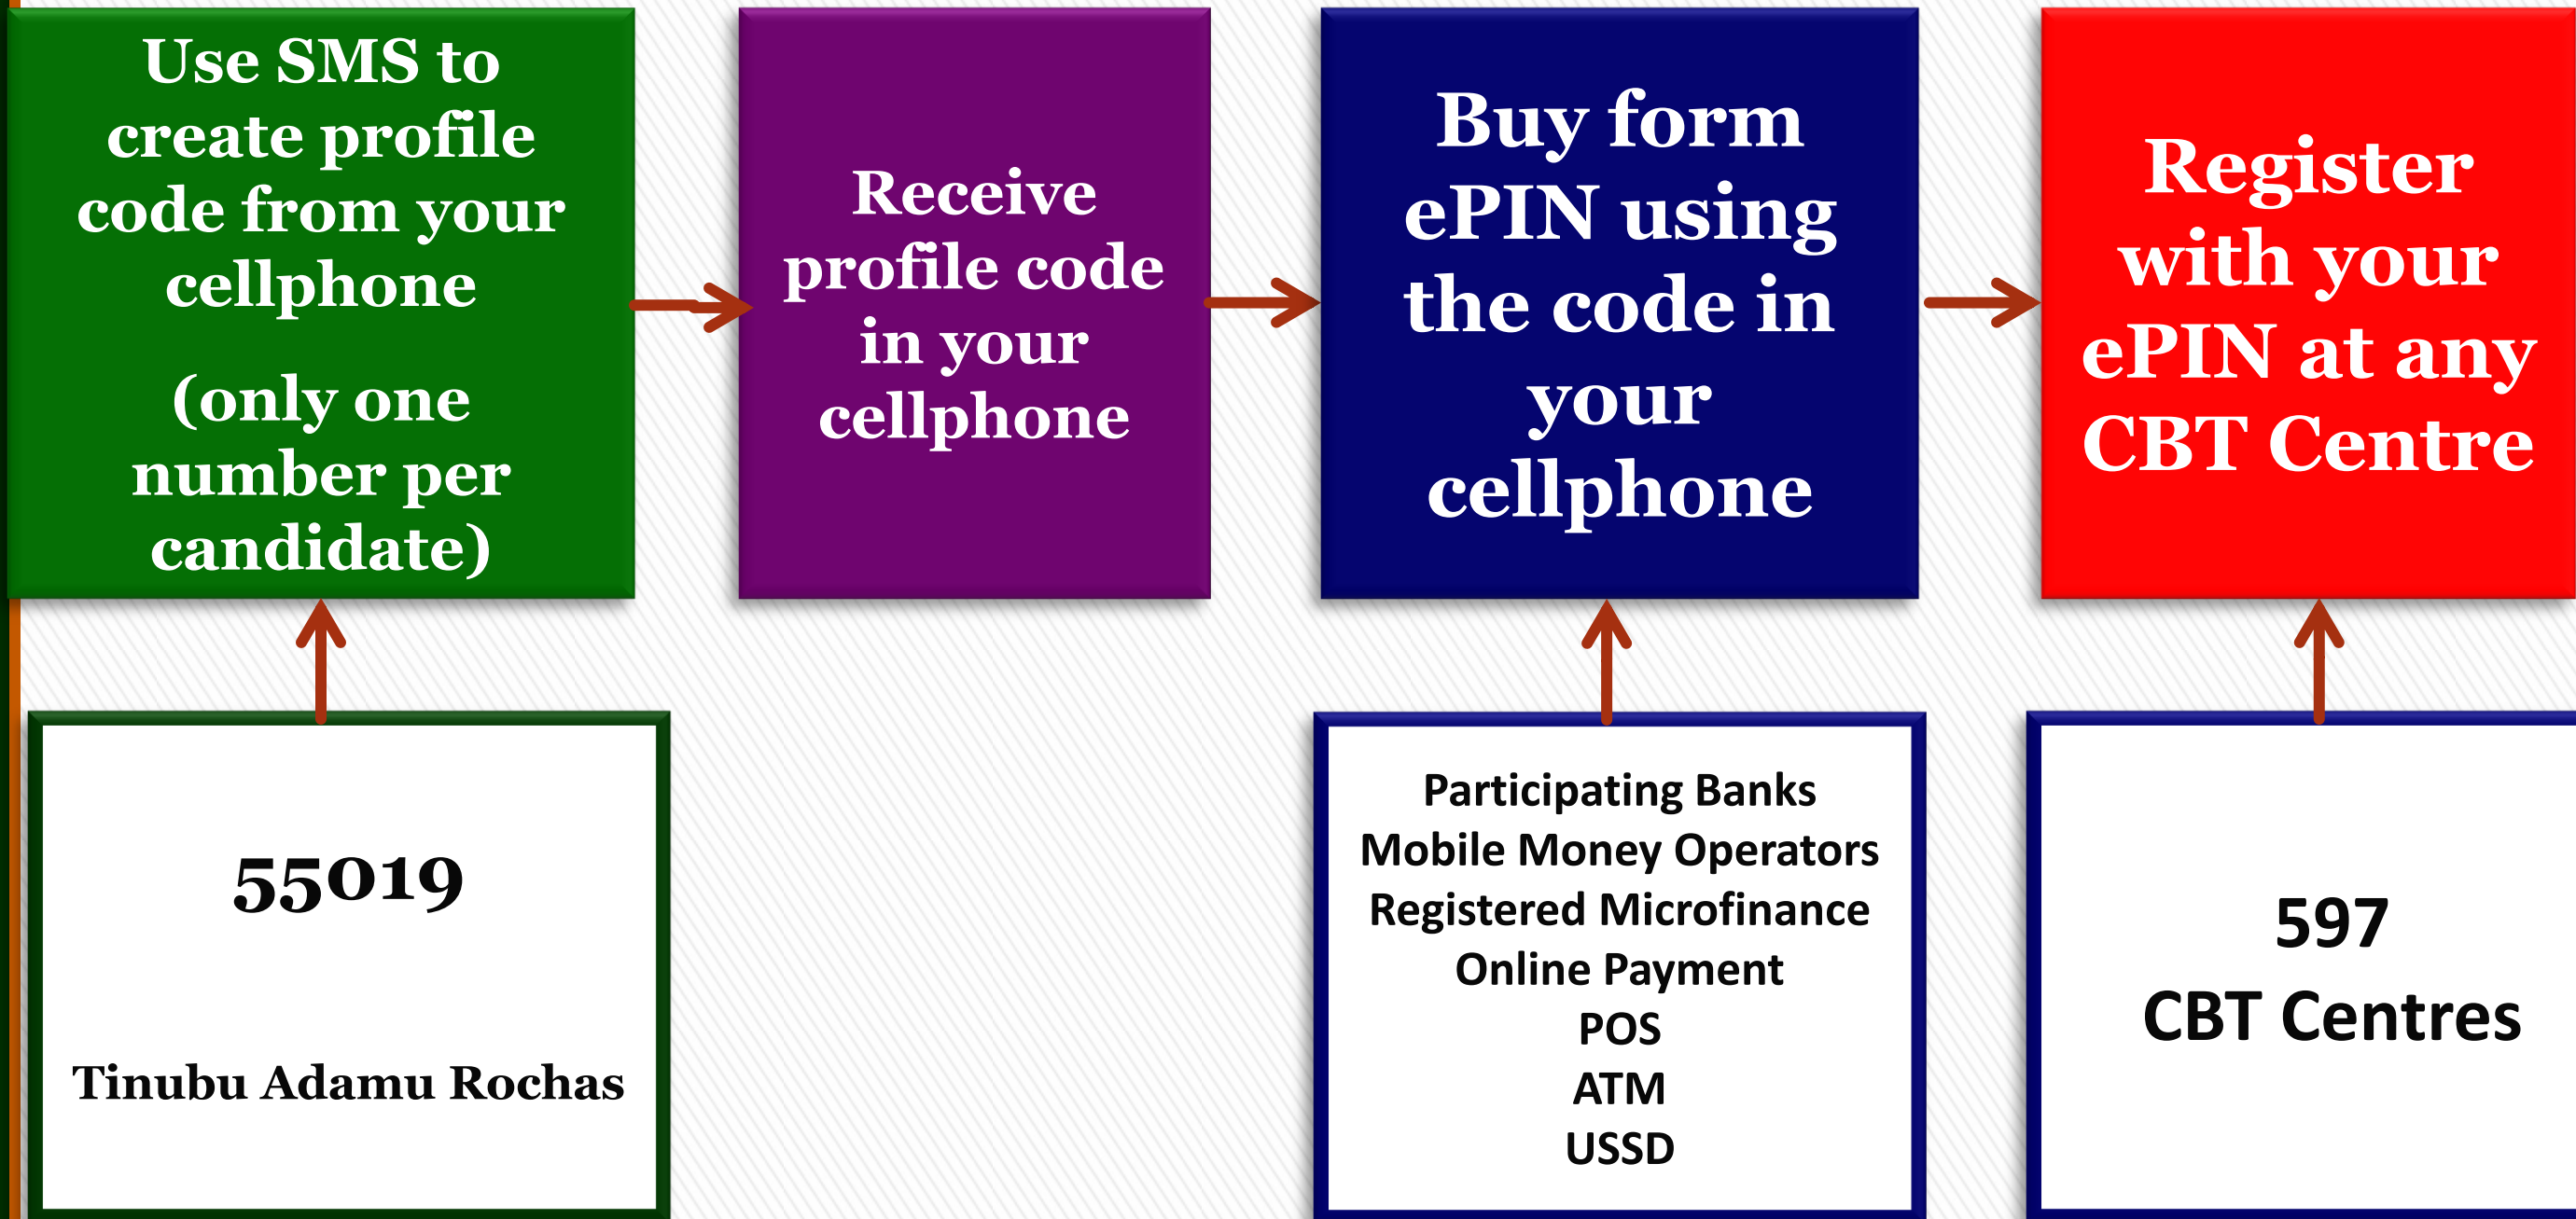 Use SMS to
create profile
code from your
cellphone
(only one
number per
candidate)
Receive
profile code
in your
cellphone
Buy form
ePIN using
the code in
your
cellphone
Register
with your
ePIN at any
CBT Centre
55019
Tinubu Adamu Rochas
Participating Banks
Mobile Money Operators
Registered Microfinance
Online Payment
POS
ATM
USSD
597
CBT Centres